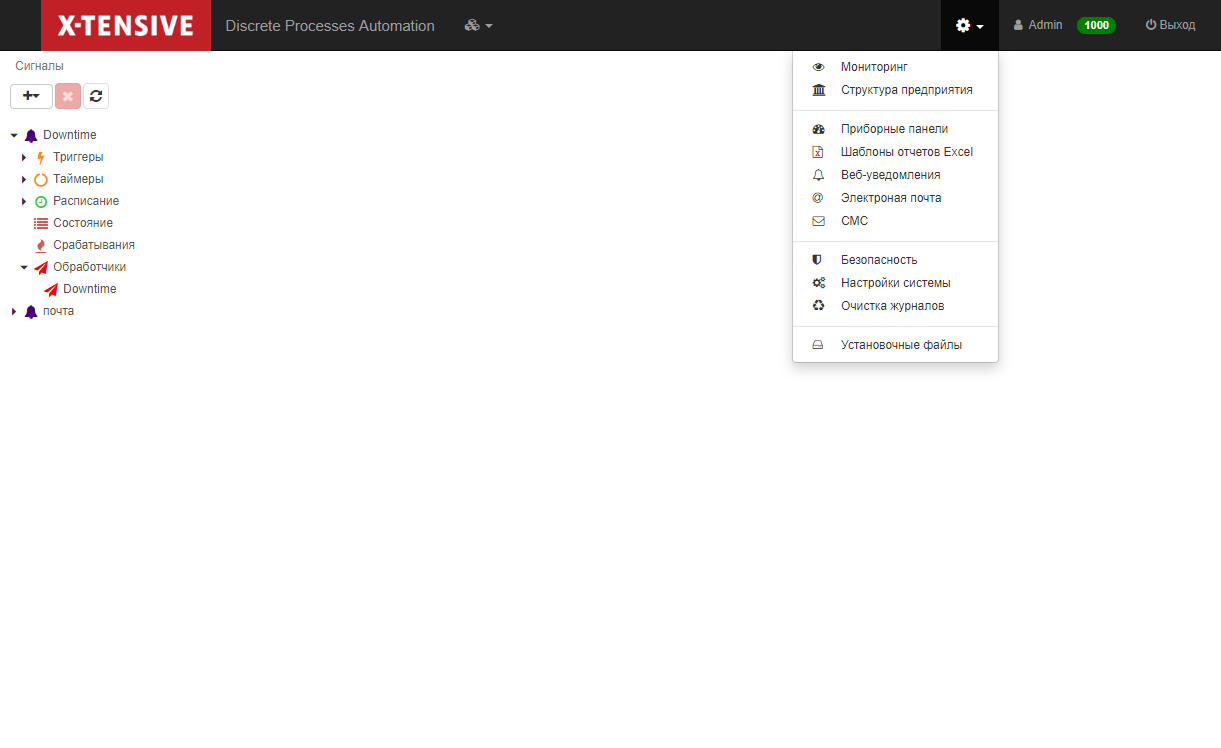 X-TENSIVE
Discrete Processes Automation
Admin
1000
Выход
Сигналы
Downtime
Триггеры
Таймеры
Расписание
Состояние
Срабатывания
Обработчики
Downtime
почта
Мониторинг
Структура предприятия
Приборные панели
Шаблоны отчетов Excel
Веб-уведомления
Электроная почта
СМС
Безопасность
Настройки системы
Очистка журналов
Установочные файлы